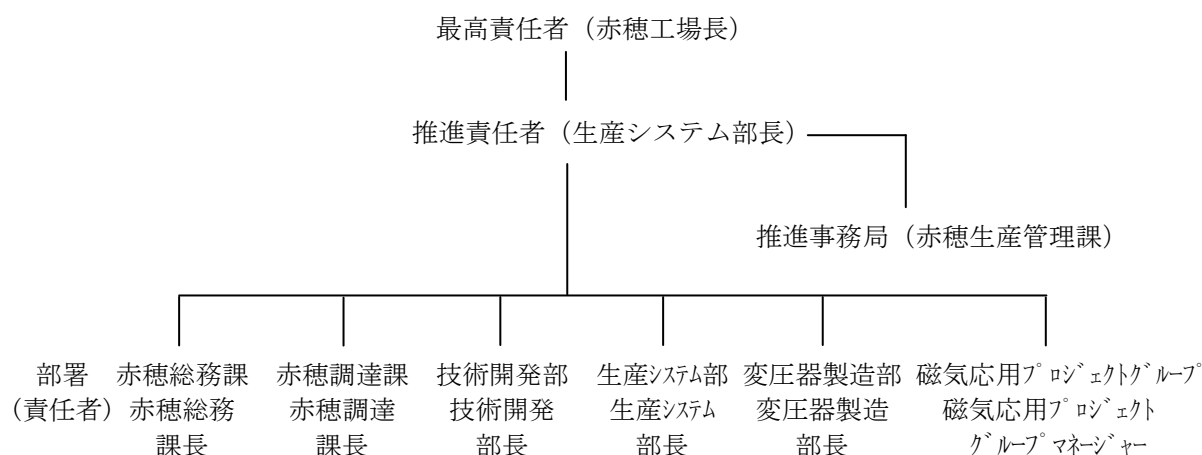 最高責任者（赤穂工場長）
推進責任者（生産システム部長）
推進事務局（赤穂生産管理課）
部署 赤穂総務課 赤穂調達課 技術開発部 生産ｼｽﾃﾑ部 変圧器製造部 磁気応用ﾌﾟﾛｼﾞｪｸﾄｸﾞﾙｰﾌﾟ
（責任者） 赤穂総務 赤穂調達 技術開発 生産ｼｽﾃﾑ 変圧器製造 磁気応用ﾌﾟﾛｼﾞｪｸﾄ
課長 課長 部長 部長 部長 ｸﾞﾙｰﾌﾟﾏﾈｰｼﾞｬｰ